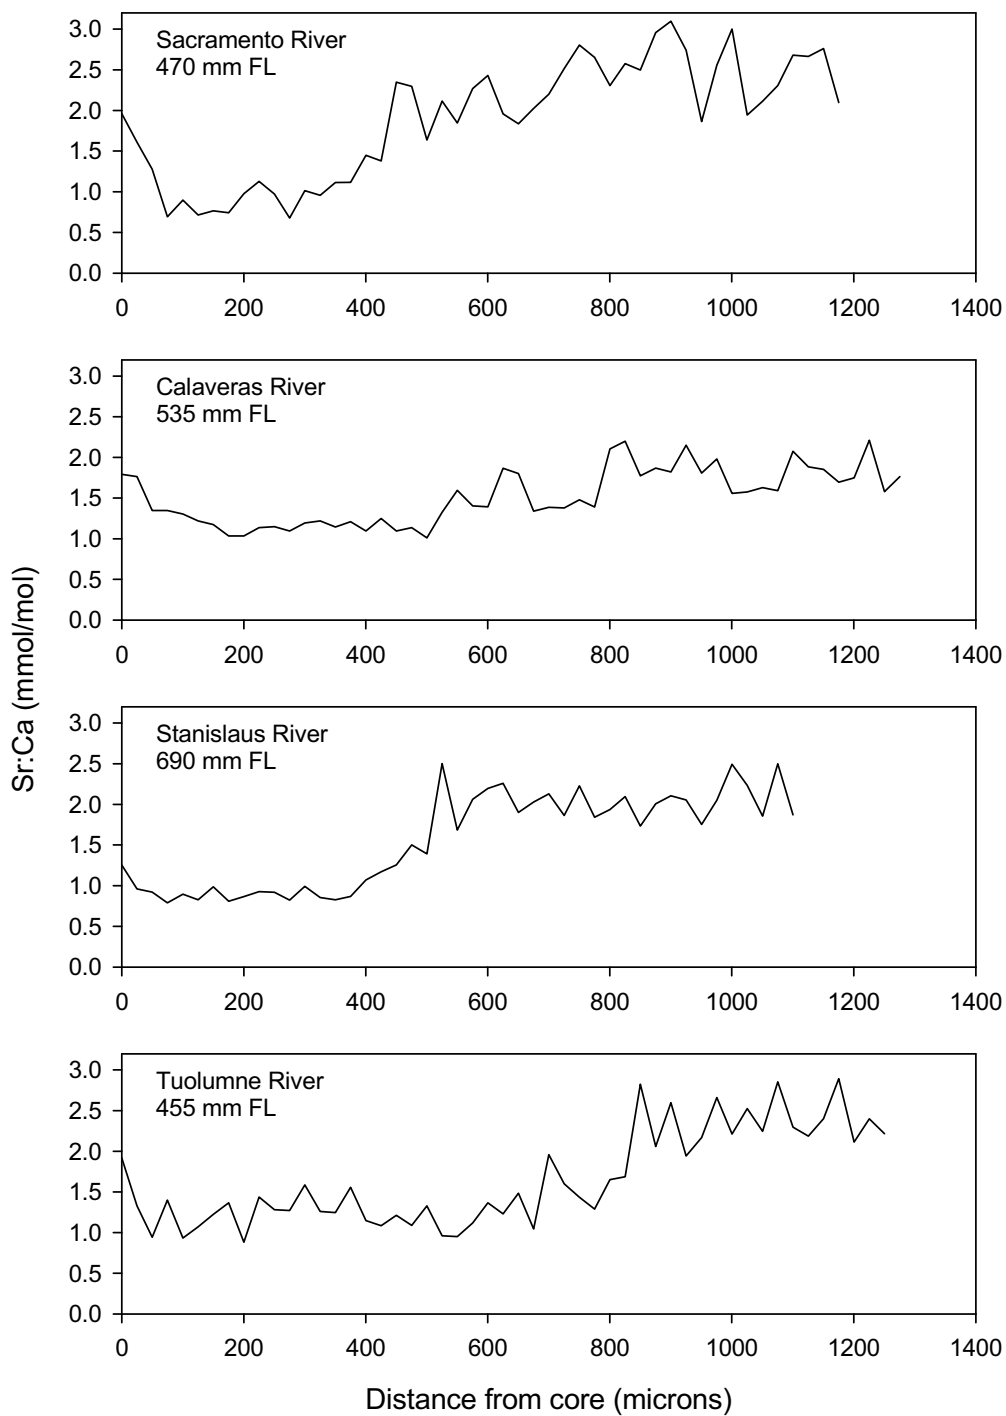 3.0
2.5
2.0
1.5
1.0
0.5
0.0
Sacramento River
470 mm FL
0 200 400 600 800 1000 1200 1400
3.0
2.5
2.0
1.5
1.0
0.5
0.0
Calaveras River
535 mm FL
0 200 400 600 800 1000 1200 1400
Sr:Ca (mmol/mol)
3.0
2.5
2.0
1.5
1.0
0.5
0.0
Stanislaus River
690 mm FL
0 200 400 600 800 1000 1200 1400
3.0
2.5
2.0
1.5
1.0
0.5
0.0
Tuolumne River
455 mm FL
0 200 400 600 800 1000 1200 1400
Distance from core (microns)